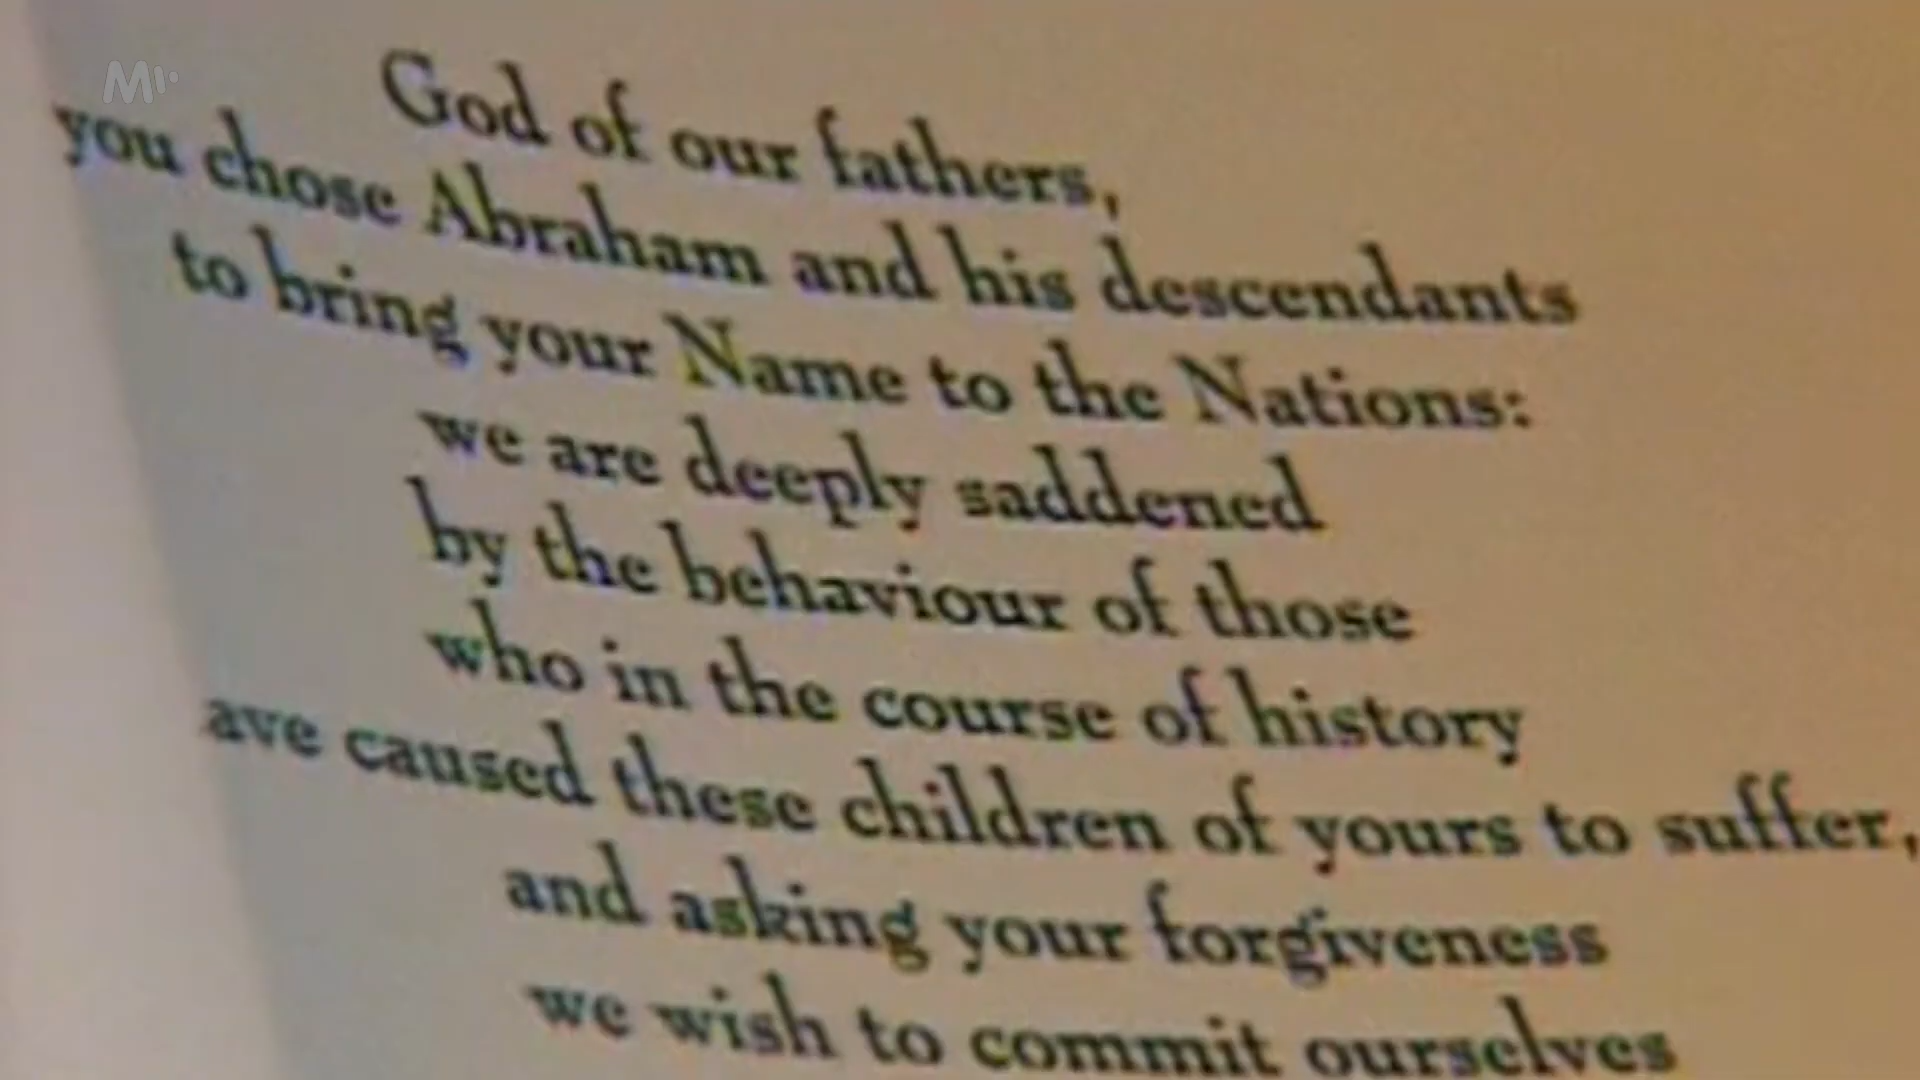 God of our fathers,
you chose Abraham and his descendants
to bring your Name to the Nations:
we are deeply saddened
by the behaviour of those
who in the course of history
ave caused these children of yours to suffer,
and asking your forgiveness
we wish to commit ourselves